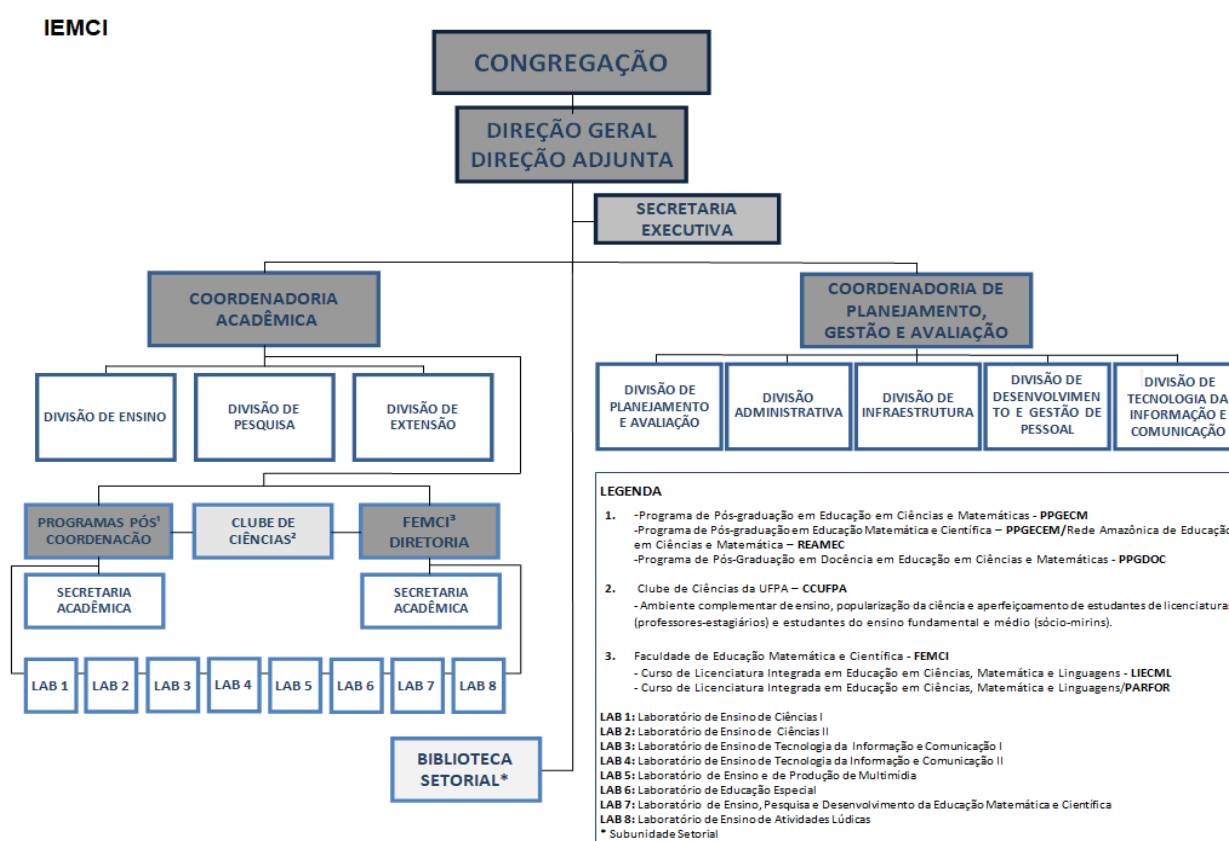 IEMCI
CONGREGAÇÃO
DIREÇÃO GERAL
DIREÇÃO ADJUNTA
SECRETARIA
EXECUTIVA
COORDENADORIA
ACADÊMICA
COORDENADORIA DE
PLANEJAMENTO,
GESTÃO E AVALIAÇÃO
DIVISÃO DE ENSINO
DIVISÃO DE
PESQUISA
DIVISÃO DE
EXTENSÃO
DIVISÃO DE
PLANEJAMENTO
E AVALIAÇÃO
DIVISÃO
ADMINISTRATIVA
DIVISÃO DE
INFRAESTRUTURA
DIVISÃO DE
DESENVOLVIMEN
TO E GESTÃO DE
PESSOAL
DIVISÃO DE
TECNOLOGIA DA
INFORMAÇÃO E
COMUNICAÇÃO
PROGRAMAS PÓS¹
COORDENACÃO
CLUBE DE
CIÊNCIAS²
FEMCI³
DIRETORIA
SECRETARIA
ACADÊMICA
SECRETARIA
ACADÊMICA
LAB 1
LAB 2
LAB 3
LAB 4
LAB 5
LAB 6
LAB 7
LAB 8
BIBLIOTECA
SETORIAL*
LEGENDA
1. -Programa de Pós-graduação em Educação em Ciências e Matemáticas - PPGECM
-Programa de Pós-graduação em Educação Matemática e Científica – PPGECEM/Rede Amazônica de Educação
em Ciências e Matemática – REAMEC
-Programa de Pós-Graduação em Docência em Educação em Ciências e Matemáticas - PPGDOC
2. Clube de Ciências da UFPA – CCUFPA
- Ambiente complementar de ensino, popularização da ciência e aperfeiçoamento de estudantes de licenciaturas
(professores-estagiários) e estudantes do ensino fundamental e médio (sócio-mirins).
3. Faculdade de Educação Matemática e Científica - FEMCI
- Curso de Licenciatura Integrada em Educação em Ciências, Matemática e Linguagens - LIECML
- Curso de Licenciatura Integrada em Educação em Ciências, Matemática e Linguagens/PARFOR
LAB 1: Laboratório de Ensino de Ciências I
LAB 2: Laboratório de Ensino de Ciências II
LAB 3: Laboratório de Ensino de Tecnologia da Informação e Comunicação I
LAB 4: Laboratório de Ensino de Tecnologia da Informação e Comunicação II
LAB 5: Laboratório de Ensino e de Produção de Multimídia
LAB 6: Laboratório de Educação Especial
LAB 7: Laboratório de Ensino, Pesquisa e Desenvolvimento da Educação Matemática e Científica
LAB 8: Laboratório de Ensino de Atividades Lúdicas
* Subunidade Setorial